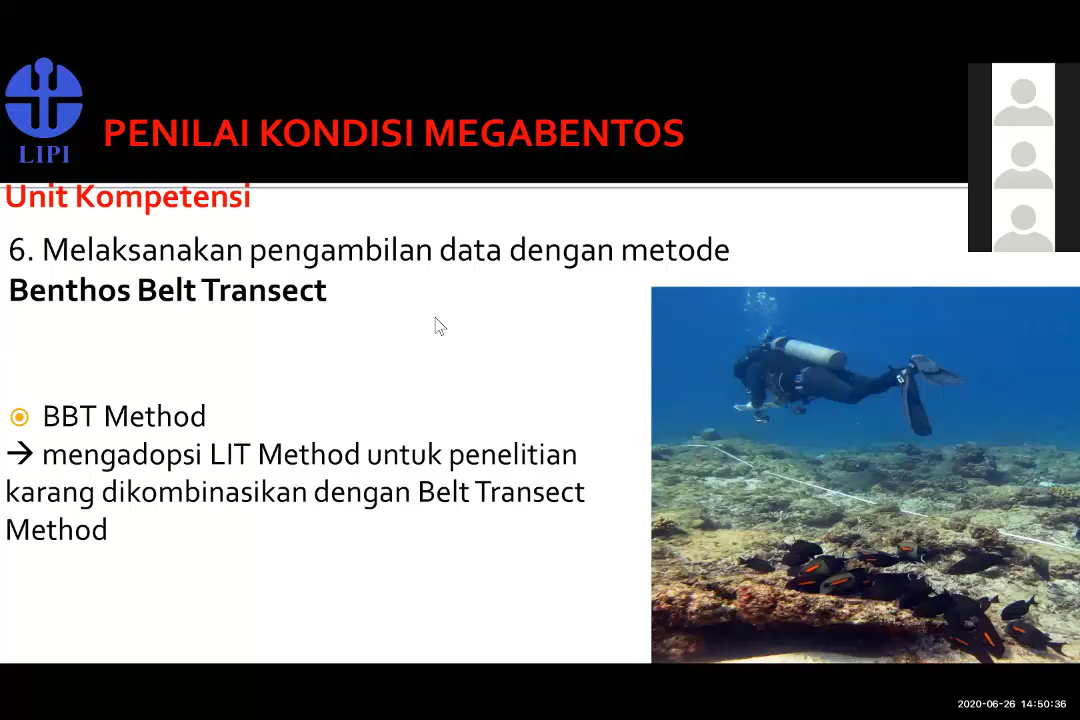 LIPI
PENILAI KONDISI MEGABENTOS
Unit Kompetensi
6. Melaksanakan pengambilan data dengan metode
Benthos Belt Transect
BBT Method
→ mengadopsi LIT Method untuk penelitian
karang dikombinasikan dengan Belt Transect
Method
2020-06-26 14:50:36